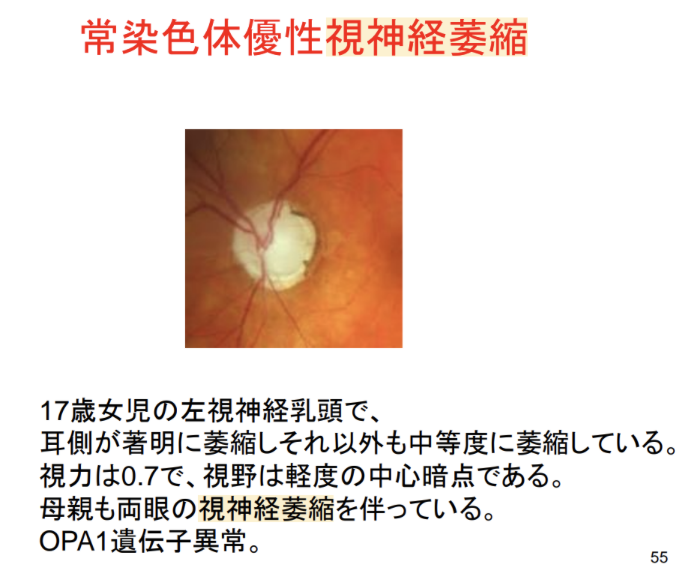 常染色体優性視神経萎縮
17歳女児の左視神経乳頭で、
耳側が著明に萎縮しそれ以外も中等度に萎縮している。
視力は0.7で、視野は軽度の中心暗点である。
母親も両眼の視神経萎縮を伴っている。
OPA1遺伝子異常。
55